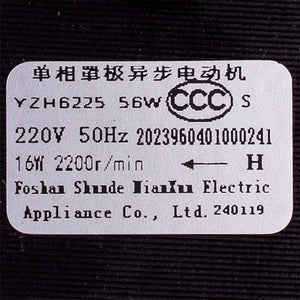 单相罩极异步电动机
YZH6225 56W CCC S
220V 50Hz 2023960401000241
16W 2200r/min ← H
Foshan Shunde Electric
Appliance Co., Ltd. 240119